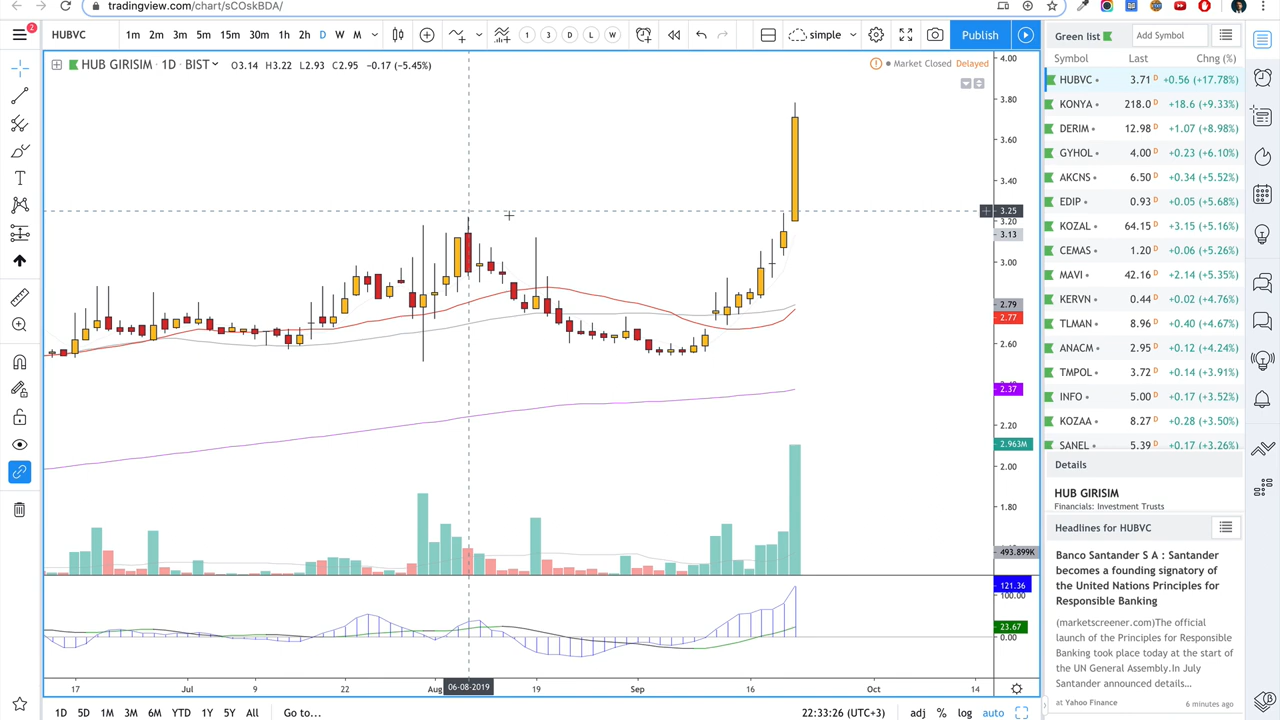 tradingview.com/chart/sCOskBDA/
2
HUBVC
1m 2m 3m 5m 15m 30m 1h 2h D W M
1 3 D L W
simple
Publish
HUB GIRISIM · 1D · BIST
O3.14 H3.22 L2.93
−0.17 (−5.45%)
Market Closed Delayed
4.00
3.80
3.60
3.40
3.25
3.20
3.13
3.00
2.79
2.77
2.60
2.37
2.20
2.963M
2.00
1.80
493.899K
121.36
100.00
23.67
0.00
17 Jul 9 22 Aug 06-08-2019 19 Sep 16 Oct 14
1D 5D 1M 3M 6M YTD 1Y 5Y All Go to...
22:33:26 (UTC+3) adj % log auto
Green list
Add Symbol
Symbol Last Chng (%)
HUBVC 3.71 D +0.56 (+17.78%)
KONYA 218.0 D +18.6 (+9.33%)
DERIM 12.98 D +1.07 (+8.98%)
GYHOL 4.00 D +0.23 (+6.10%)
AKCNS 6.50 D +0.34 (+5.52%)
EDIP 0.93 D +0.05 (+5.68%)
KOZAL 64.15 D +3.15 (+5.16%)
CEMAS 1.20 D +0.06 (+5.26%)
MAVI 42.16 D +2.14 (+5.35%)
KERVN 0.44 D +0.02 (+4.76%)
TLMAN 8.96 D +0.40 (+4.67%)
ANACM 2.95 D +0.12 (+4.24%)
TMPOL 3.72 D +0.14 (+3.91%)
INFO 5.00 D +0.17 (+3.52%)
KOZAA 8.27 D +0.28 (+3.50%)
SANEL 5.39 D +0.17 (+3.26%)
Details
HUB GIRISIM
Financials: Investment Trusts
Headlines for HUBVC
Banco Santander S A : Santander
becomes a founding signatory of
the United Nations Principles for
Responsible Banking
(marketscreener.com)The official
launch of the Principles for Responsible
Banking took place today at the start of
the UN General Assembly.In July
Santander announced details...
at Yahoo Finance 6 minutes ago